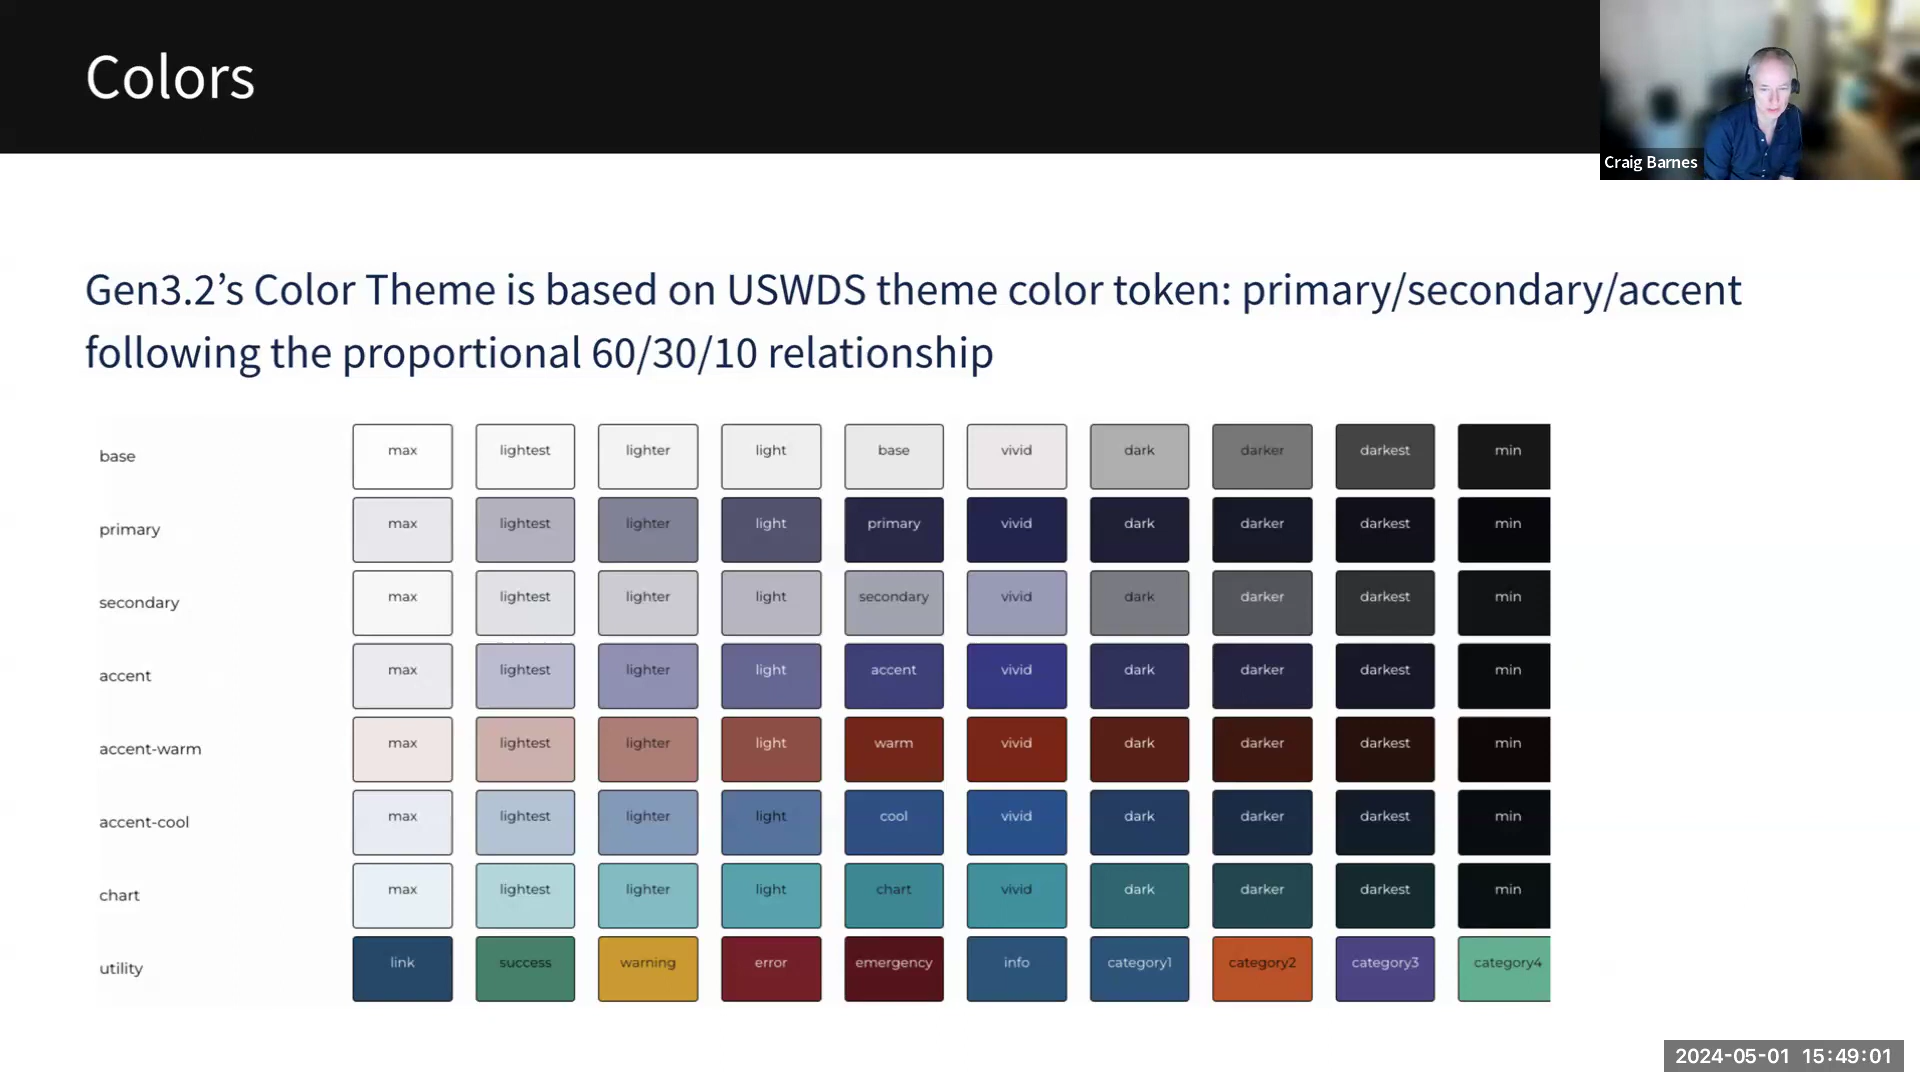 Colors
Craig Barnes
Gen3.2’s Color Theme is based on USWDS theme color token: primary/secondary/accent
following the proportional 60/30/10 relationship
base max lightest lighter light base vivid dark darker darkest min
primary max lightest lighter light primary vivid dark darker darkest min
secondary max lightest lighter light secondary vivid dark darker darkest min
accent max lightest lighter light accent vivid dark darker darkest min
accent-warm max lightest lighter light warm vivid dark darker darkest min
accent-cool max lightest lighter light cool vivid dark darker darkest min
chart max lightest lighter light chart vivid dark darker darkest min
utility link success warning error emergency info category1 category2 category3 category4
2024-05-01 15:49:01